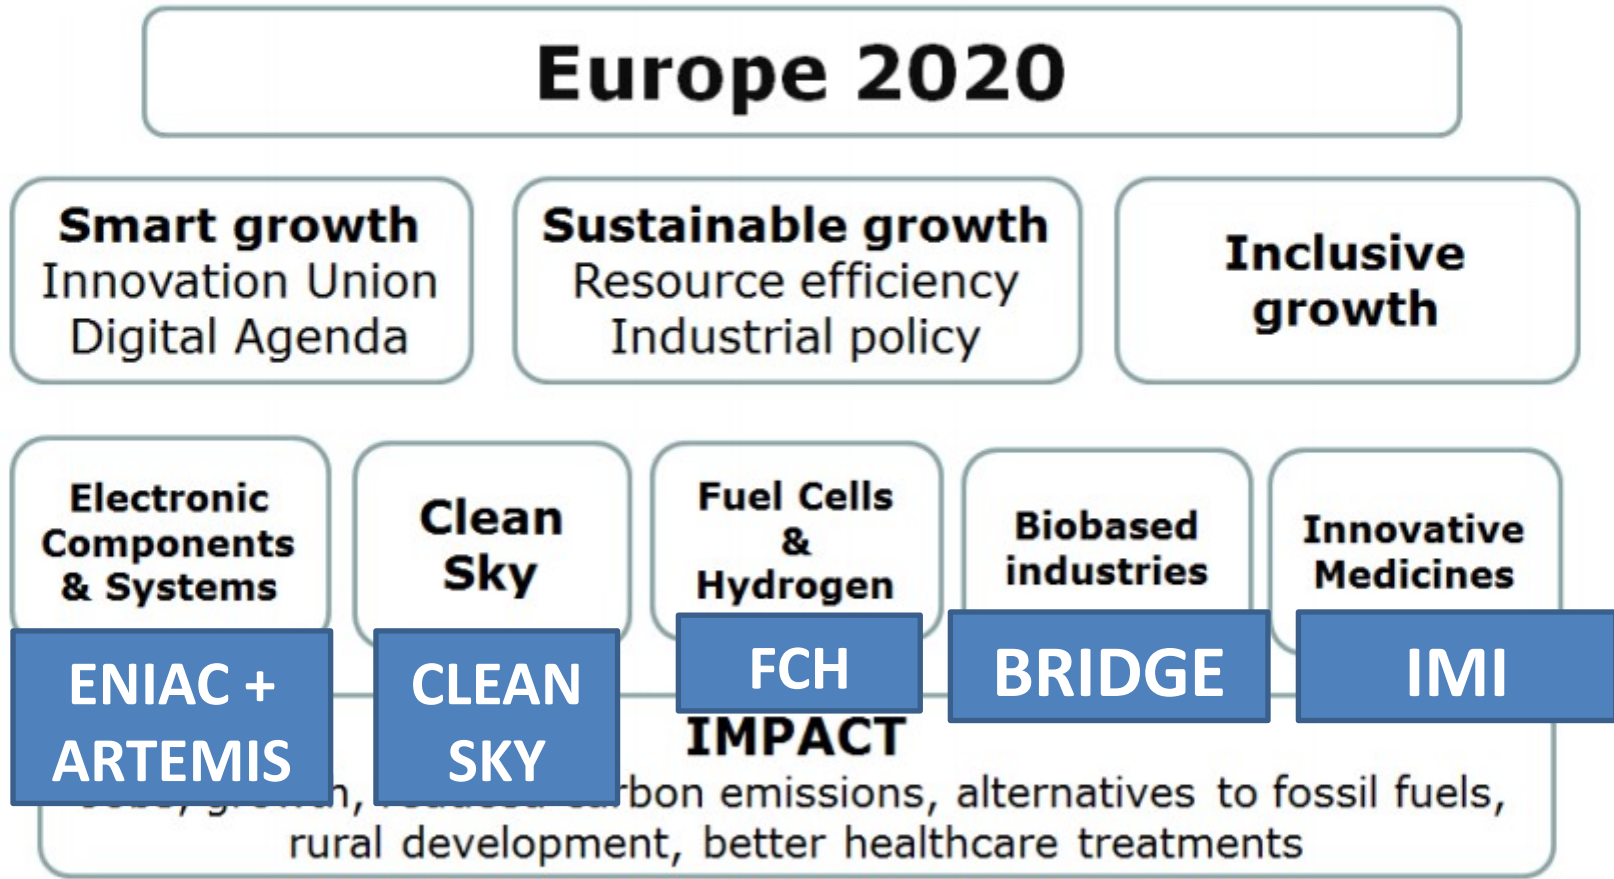 Europe 2020
Smart growth
Innovation Union
Digital Agenda
Sustainable growth
Resource efficiency
Industrial policy
Inclusive
growth
Electronic
Components
& Systems
Clean
Sky
Fuel Cells
&
Hydrogen
Biobased
industries
Innovative
Medicines
ENIAC +
ARTEMIS
CLEAN
SKY
FCH
BRIDGE
IMI
IMPACT
emissions, alternatives to fossil fuels,
rural development, better healthcare treatments